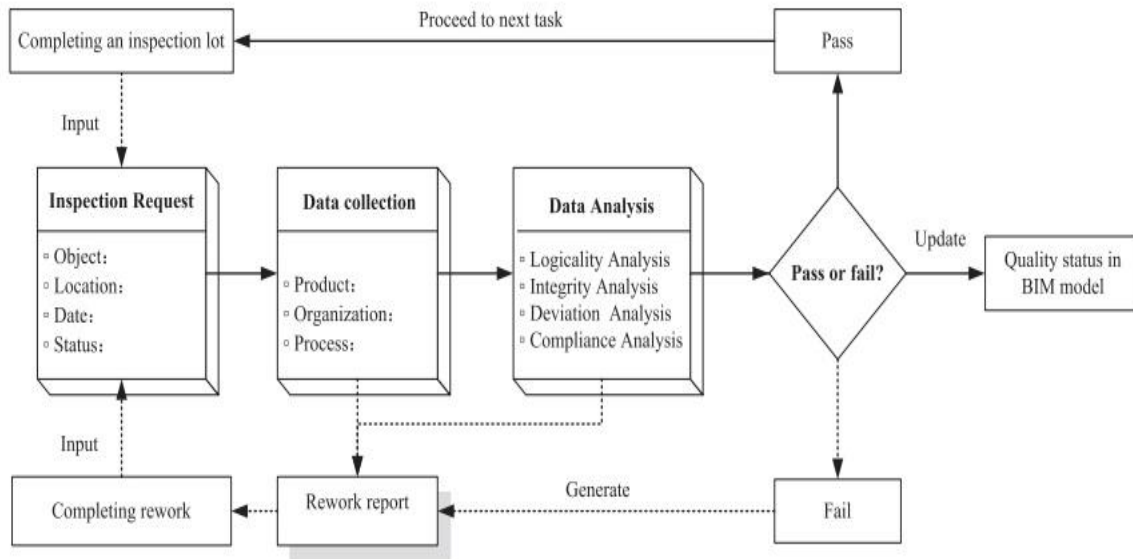 Completing an inspection lot
Proceed to next task
Pass
Input
Inspection Request
▫ Object:
▫ Location:
▫ Date:
▫ Status:
Data collection
▫ Product:
▫ Organization:
▫ Process:
Data Analysis
▫ Logicality Analysis
▫ Integrity Analysis
▫ Deviation Analysis
▫ Compliance Analysis
Pass or fail?
Update
Quality status in
BIM model
Input
Completing rework
Rework report
Generate
Fail